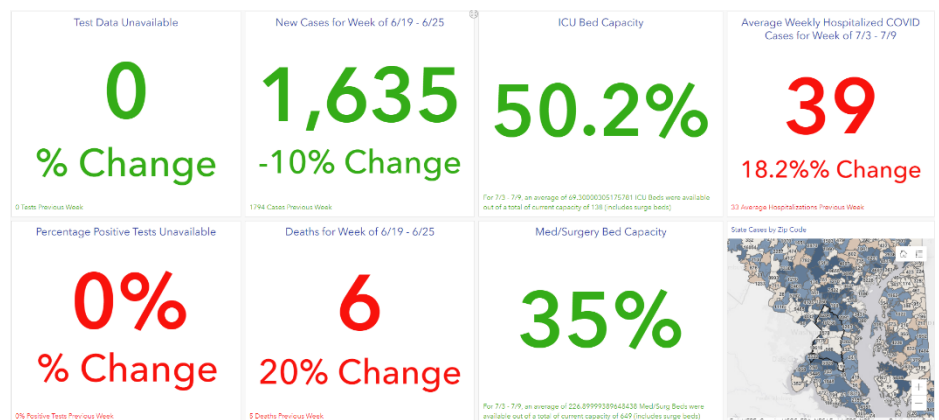 Test Data Unavailable
0
% Change
0 Tests Previous Week
New Cases for Week of 6/19 - 6/25
1,635
-10% Change
1794 Cases Previous Week
ICU Bed Capacity
50.2%
For 7/3 - 7/9, an average of 69.30000305175781 ICU Beds were available
out of a total of current capacity of 138 (includes surge beds)
Average Weekly Hospitalized COVID
Cases for Week of 7/3 - 7/9
39
18.2%% Change
33 Average Hospitalizations Previous Week
Percentage Positive Tests Unavailable
0%
% Change
0% Positive Tests Previous Week
Deaths for Week of 6/19 - 6/25
6
20% Change
5 Deaths Previous Week
Med/Surgery Bed Capacity
35%
For 7/3 - 7/9, an average of 226.89999389648438 Med/Surg Beds were
available out of a total of current capacity of 649 (includes surge beds)
State Cases by Zip Code